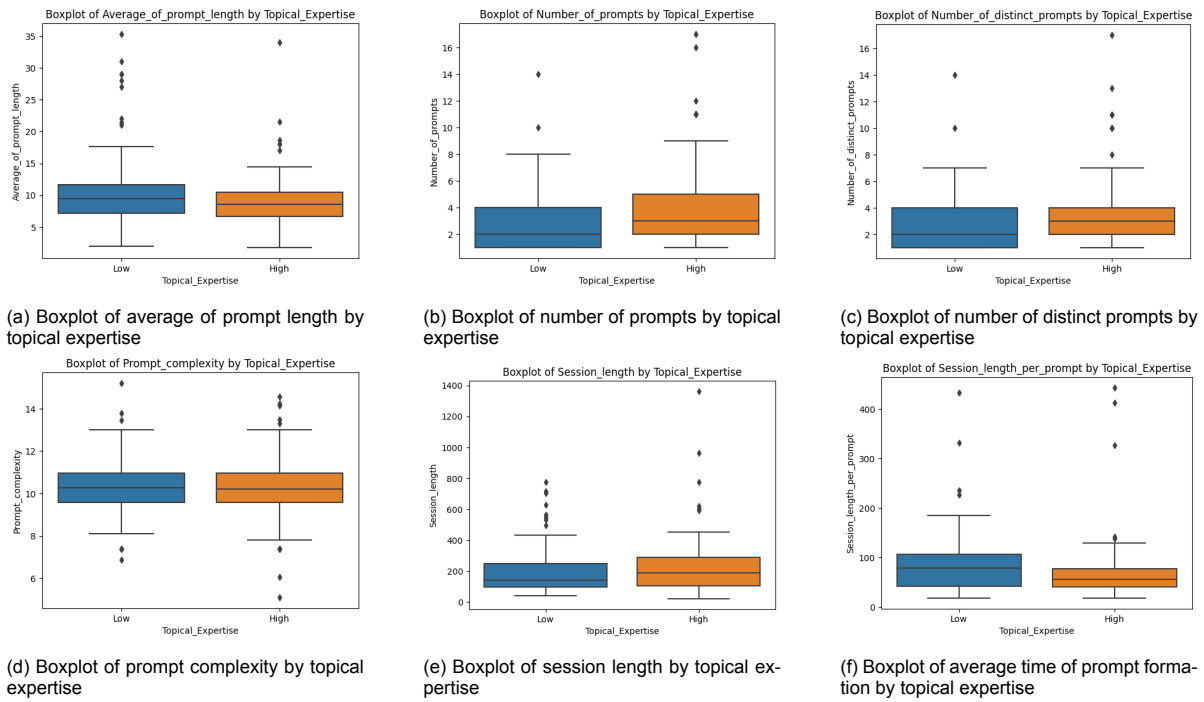 Boxplot of Average_of_prompt_length by Topical_Expertise
35
30
25
20
15
10
5
Average_of_prompt_length
Low
High
Topical_Expertise
(a) Boxplot of average of prompt length by
topical expertise
Boxplot of Number_of_prompts by Topical_Expertise
16
14
12
10
8
6
4
2
Number_of_prompts
Low
High
Topical_Expertise
(b) Boxplot of number of prompts by topical
expertise
Boxplot of Number_of_distinct_prompts by Topical_Expertise
16
14
12
10
8
6
4
2
Number_of_distinct_prompts
Low
High
Topical_Expertise
(c) Boxplot of number of distinct prompts by
topical expertise
Boxplot of Prompt_complexity by Topical_Expertise
14
12
10
8
6
Prompt_complexity
Low
High
Topical_Expertise
(d) Boxplot of prompt complexity by topical
expertise
Boxplot of Session_length by Topical_Expertise
1400
1200
1000
800
600
400
200
0
Session_length
Low
High
Topical_Expertise
(e) Boxplot of session length by topical ex-
pertise
Boxplot of Session_length_per_prompt by Topical_Expertise
400
300
200
100
0
Session_length_per_prompt
Low
High
Topical_Expertise
(f) Boxplot of average time of prompt forma-
tion by topical expertise